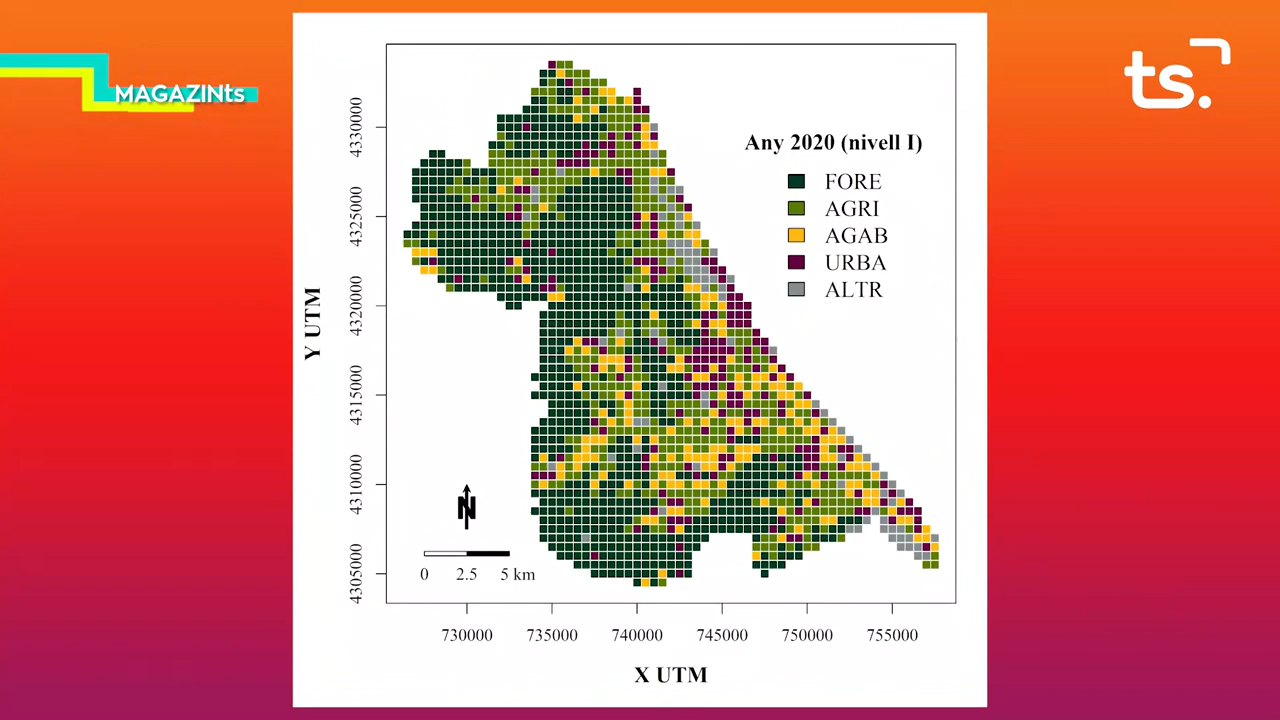 MAGAZINts
ts.
Any 2020 (nivell I)
FORE
AGRI
AGAB
URBA
ALTR
Y UTM
4330000
4325000
4320000
4315000
4310000
4305000
N
0 2.5 5 km
730000 735000 740000 745000 750000 755000
X UTM